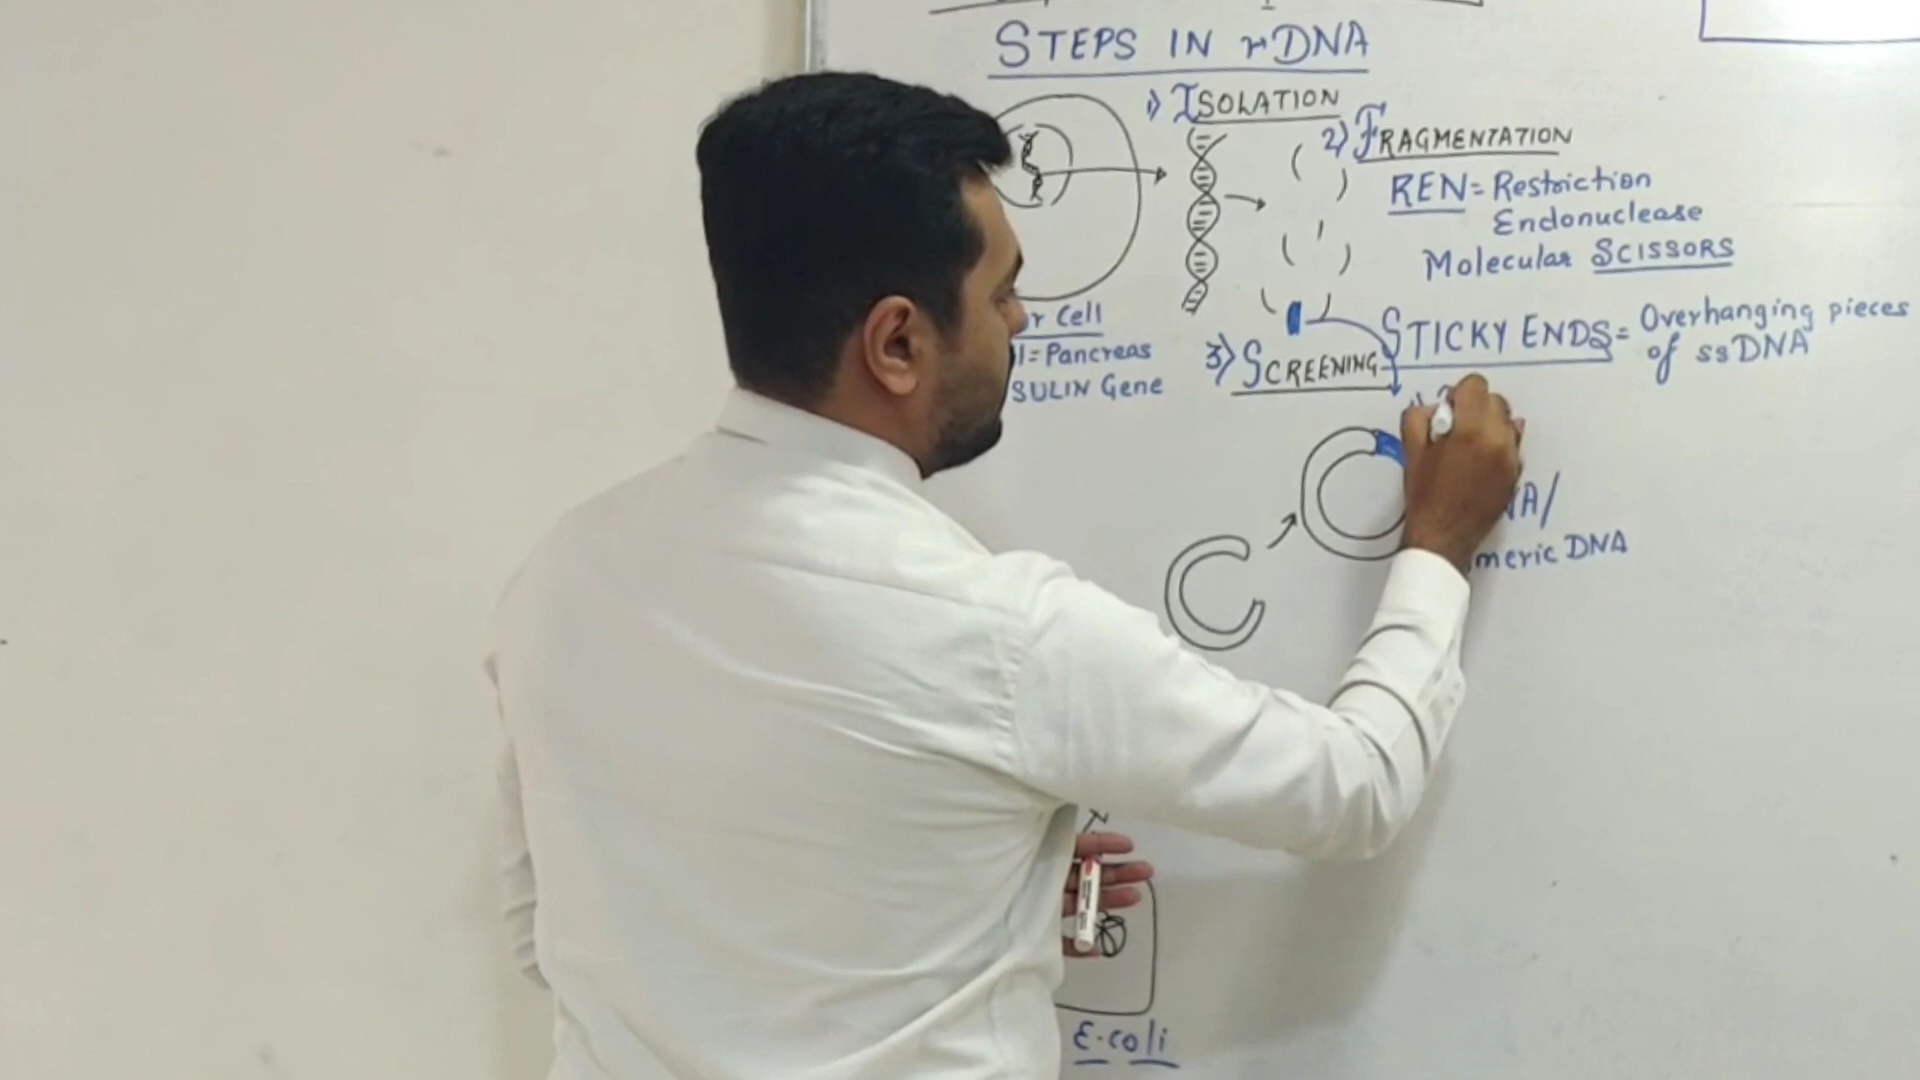 STEPS IN rDNA
1) ISOLATION
2) FRAGMENTATION
REN = Restriction
Endonuclease
Molecular SCISSORS
STICKY ENDS = Overhanging pieces
of ssDNA
3) SCREENING
r Cell
= Pancreas
SULIN Gene
NA/
meric DNA
E.coli